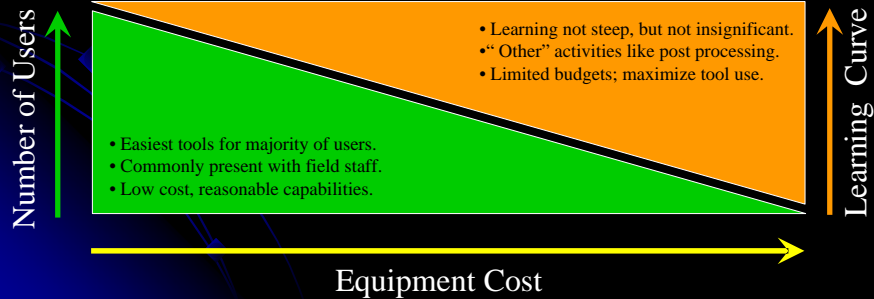 Number of Users
• Learning not steep, but not insignificant.
•“ Other” activities like post processing.
• Limited budgets; maximize tool use.
• Easiest tools for majority of users.
• Commonly present with field staff.
• Low cost, reasonable capabilities.
Learning Curve
Equipment Cost